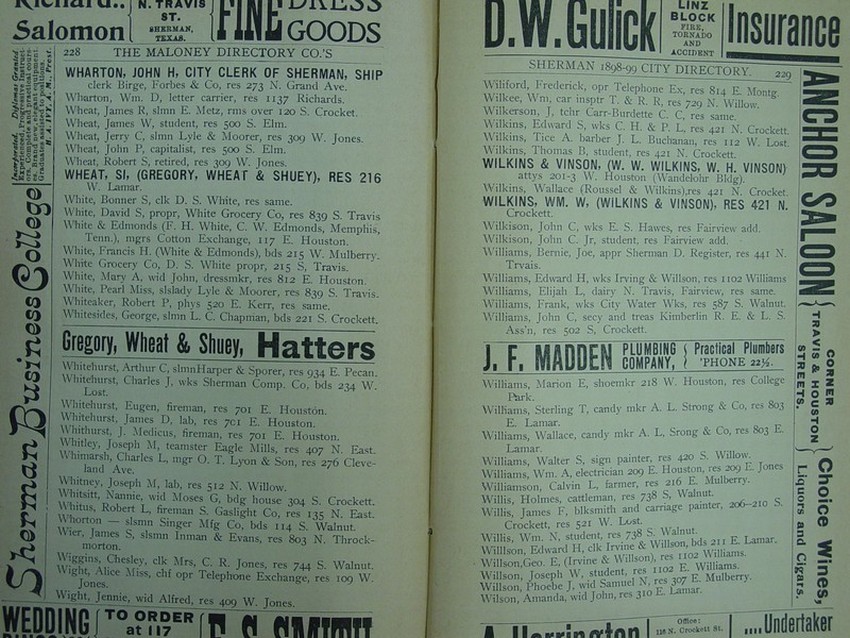 Richard..
Salomon
N. TRAVIS
ST.
SHERMAN,
TEXAS.
FINE
DRESS
GOODS
228 THE MALONEY DIRECTORY CO.'S
WHARTON, JOHN H, CITY CLERK OF SHERMAN, SHIP
clerk Birge, Forbes & Co, res 273 N. Grand Ave.
Wharton, Wm. D, letter carrier, res 1137 Richards.
Wheat, James R, slmn E. Metz, rms over 120 S. Crocket.
Wheat, James W, student, res 500 S. Elm.
Wheat, Jerry C, slmn Lyle & Moorer, res 309 W. Jones.
Wheat, John P, capitalist, res 500 S. Elm.
Wheat, Robert S, retired, res 309 W. Jones.
WHEAT, SI, (GREGORY, WHEAT & SHUEY), RES 216
W. Lamar.
White, Bonner S, clk D. S. White, res same.
White, David S, propr, White Grocery Co, res 839 S. Travis
White & Edmonds (F. H. White, C. W. Edmonds, Memphis,
Tenn.), mgrs Cotton Exchange, 117 E. Houston.
White, Francis H. (White & Edmonds), bds 215 W. Mulberry.
White Grocery Co, D. S. White propr, 215 S, Travis.
White, Mary A, wid John, dressmkr, res 812 E. Houston.
White, Pearl Miss, slslady Lyle & Moorer, res 839 S. Travis.
Whiteaker, Robert P, phys 520 E. Kerr, res same.
Whitesides, George, slmn L. C. Chapman, bds 221 S. Crockett.
Gregory, Wheat & Shuey, Hatters
Whitehurst, Arthur C, slmnHarper & Sporer, res 934 E. Pecan.
Whitehurst, Charles J, wks Sherman Comp. Co, bds 234 W.
Lost.
Whitehurst, Eugen, fireman, res 701 E. Houston.
Whitehurst, James D, lab, res 701 E. Houston.
Whithurst, J. Medicus, fireman, res 701 E. Houston.
Whitley, Joseph M, teamster Eagle Mills, res 407 N. East.
Whimarsh, Charles L, mgr O. T. Lyon & Son, res 276 Cleve-
land Ave.
Whitney, Joseph M, lab, res 512 N. Willow.
Whitsitt, Nannie, wid Moses G, bdg house 304 S. Crockett.
Whitus, Robert L, fireman S. Gaslight Co, res 135 N. East.
Whorton — slsmn Singer Mfg Co, bds 114 S. Walnut.
Wier, James S, slsmn Inman & Evans, res 803 N. Throck-
morton.
Wiggins, Chesley, clk Mrs, C. R. Jones, res 744 S. Walnut.
Wight, Alice Miss, chf opr Telephone Exchange, res 109 W.
Jones.
Wight, Jennie, wid Alfred, res 409 W. Jones.
Sherman Business College
WEDDING
TO ORDER
at 117
E. S. SMITH
D.W.Gulick
LINZ
BLOCK
FIRE,
TORNADO
AND
ACCIDENT
Insurance
SHERMAN 1898-99 CITY DIRECTORY. 229
Wiliford, Frederick, opr Telephone Ex, res 814 E. Montg.
Wilkee, Wm, car insptr T. & R. R, res 729 N. Willow.
Wilkerson, J, tchr Carr-Burdette C. C, res same.
Wilkins, Edward S, wks C. H. & P. L, res 421 N. Crockett.
Wilkins, Tice A. barber J. L. Buchanan, res 112 W. Lost.
Wilkins, Thomas B, student, res 421 N. Crockett.
WILKINS & VINSON, (W. W. WILKINS, W. H. VINSON)
attys 201-3 W. Houston (Wandelohr Bldg).
Wilkins, Wallace (Roussel & Wilkins),res 421 N. Crocket.
WILKINS, WM. W, (WILKINS & VINSON), RES 421 N.
Crockett.
Wilkison, John C, wks E. S. Hawes, res Fairview add.
Wilkison, John C. Jr, student, res Fairview add.
Williams, Bernie, Joe, appr Sherman D. Register, res 441 N.
Trvais.
Williams, Edward H, wks Irving & Willson, res 1102 Williams
Williams, Elijah L, dairy N. Travis, Fairview, res same.
Williams, Frank, wks City Water Wks, res 587 S. Walnut.
Williams, John C, secy and treas Kimberlin R. E. & L. S.
Ass'n, res 502 S, Crockett.
J. F. MADDEN PLUMBING COMPANY, Practical Plumbers 'PHONE 22½.
Williams, Marion E, shoemkr 218 W. Houston, res College
Park.
Williams, Sterling T, candy mkr A. L. Strong & Co, res 803
E. Lamar.
Williams, Wallace, candy mkr A. L, Srong & Co, res 803 E.
Lamar.
Williams, Walter S, sign painter, res 420 S. Willow.
Williams, Wm. A, electrician 209 E. Houston, res 209 E. Jones
Williamson, Calvin L, farmer, res 216 E. Mulberry.
Willis, Holmes, cattleman, res 738 S, Walnut.
Willis, James F, blksmith and carriage painter, 206-210 S.
Crockett, res 521 W. Lost.
Willis, Wm. N, student, res 738 S. Walnut.
Willlson, Edward H, clk Irvine & Willson, bds 211 E. Lamar.
Willson,Geo. E, (Irvine & Willson), res 1102 Williams.
Willson, Joseph W, student, res 1102 E. Williams.
Willson, Phoebe J, wid Samuel N, res 307 E. Mulberry.
Wilson, Amanda, wid John, res 310 E. Lamar.
ANCHOR SALOON
CORNER
TRAVIS & HOUSTON
STREETS.
Choice Wines,
Liquors and Cigars.
Office:
....Undertaker